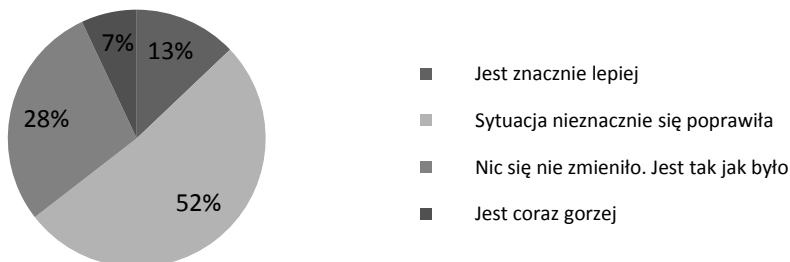 7%
13%
28%
52%
Jest znacznie lepiej
Sytuacja nieznacznie się poprawiła
Nic się nie zmieniło. Jest tak jak było
Jest coraz gorzej